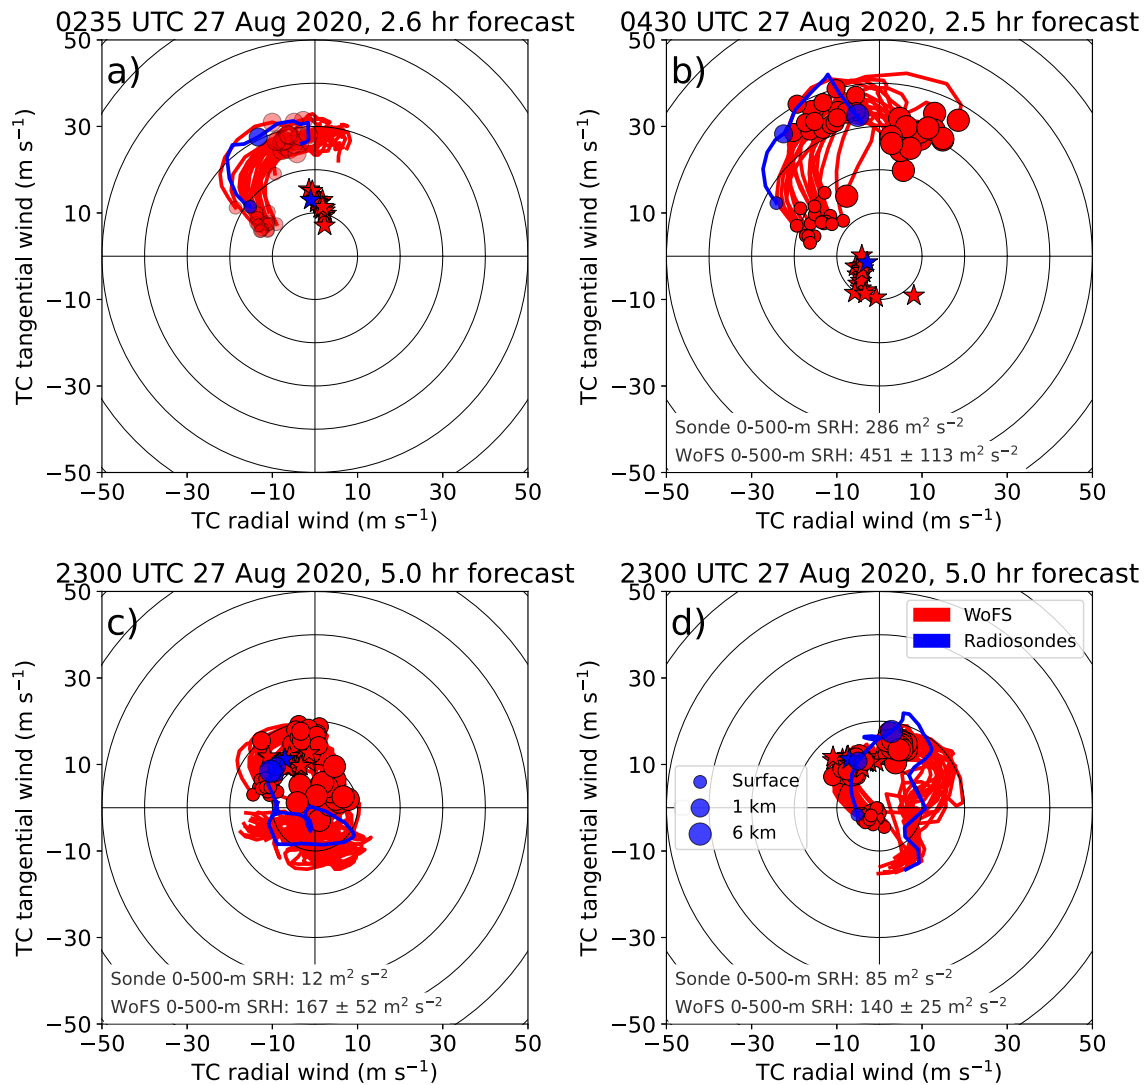 0235 UTC 27 Aug 2020, 2.6 hr forecast
a)
50
40
30
20
10
0
−10
−20
−30
−40
−50
TC tangential wind (m s⁻¹)
−50 −30 −10 10 30 50
TC radial wind (m s⁻¹)
0430 UTC 27 Aug 2020, 2.5 hr forecast
b)
50
30
10
−10
−30
−50
TC tangential wind (m s⁻¹)
Sonde 0-500-m SRH: 286 m² s⁻²
WoFS 0-500-m SRH: 451 ± 113 m² s⁻²
−50 −30 −10 10 30 50
TC radial wind (m s⁻¹)
2300 UTC 27 Aug 2020, 5.0 hr forecast
c)
50
30
10
−10
−30
−50
TC tangential wind (m s⁻¹)
Sonde 0-500-m SRH: 12 m² s⁻²
WoFS 0-500-m SRH: 167 ± 52 m² s⁻²
−50 −30 −10 10 30 50
TC radial wind (m s⁻¹)
2300 UTC 27 Aug 2020, 5.0 hr forecast
d)
WoFS
Radiosondes
50
30
10
−10
−30
−50
TC tangential wind (m s⁻¹)
Surface
1 km
6 km
Sonde 0-500-m SRH: 85 m² s⁻²
WoFS 0-500-m SRH: 140 ± 25 m² s⁻²
−50 −30 −10 10 30 50
TC radial wind (m s⁻¹)